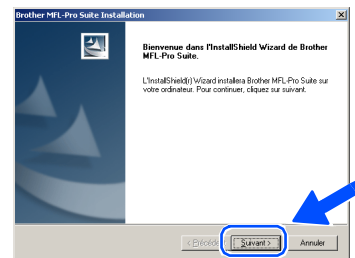 Brother MFL-Pro Suite Installation
Bienvenue dans l'InstallShield Wizard de Brother
MFL-Pro Suite.
L'InstallShield(r) Wizard installera Brother MFL-Pro Suite sur
votre ordinateur. Pour continuer, cliquez sur suivant.
< Précédent Suivant > Annuler